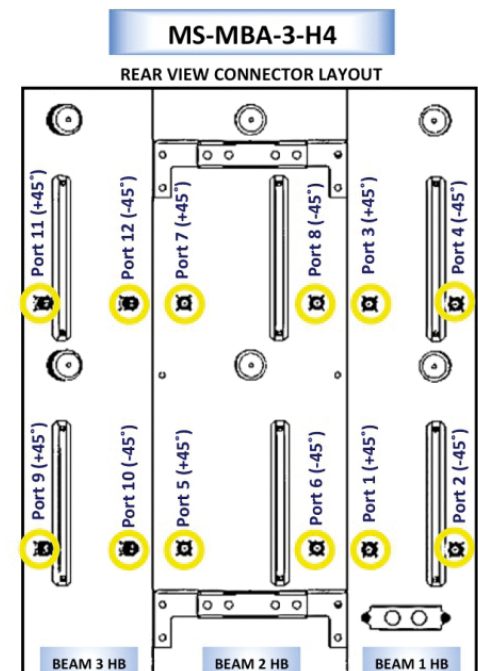 MS-MBA-3-H4
REAR VIEW CONNECTOR LAYOUT
Port 11 (+45°)
Port 12 (-45°)
Port 7 (+45°)
Port 8 (-45°)
Port 3 (+45°)
Port 4 (-45°)
Port 9 (+45°)
Port 10 (-45°)
Port 5 (+45°)
Port 6 (-45°)
Port 1 (+45°)
Port 2 (-45°)
BEAM 3 HB
BEAM 2 HB
BEAM 1 HB